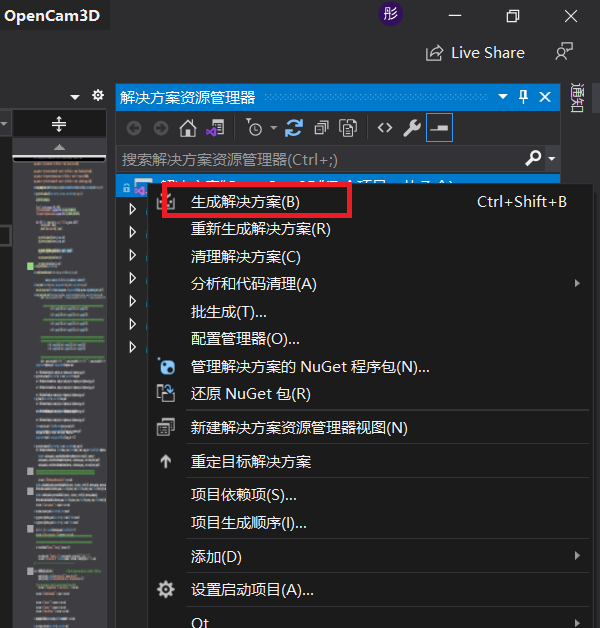 OpenCam3D
彤
Live Share
通知
解决方案资源管理器
搜索解决方案资源管理器(Ctrl+;)
生成解决方案(B) Ctrl+Shift+B
重新生成解决方案(R)
清理解决方案(C)
分析和代码清理(A)
批生成(T)...
配置管理器(O)...
管理解决方案的 NuGet 程序包(N)...
还原 NuGet 包(R)
新建解决方案资源管理器视图(N)
重定目标解决方案
项目依赖项(S)...
项目生成顺序(I)...
添加(D)
设置启动项目(A)...
Qt